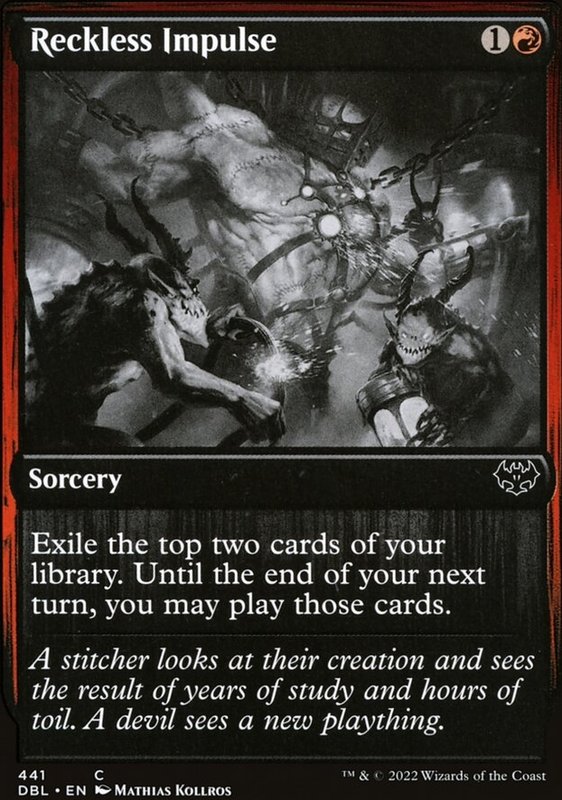 Reckless Impulse 1
Sorcery
Exile the top two cards of your
library. Until the end of your next
turn, you may play those cards.
A stitcher looks at their creation and sees
the result of years of study and hours of
toil. A devil sees a new plaything.
441 C
DBL • EN Mathias Kollros
™ & © 2022 Wizards of the Coast